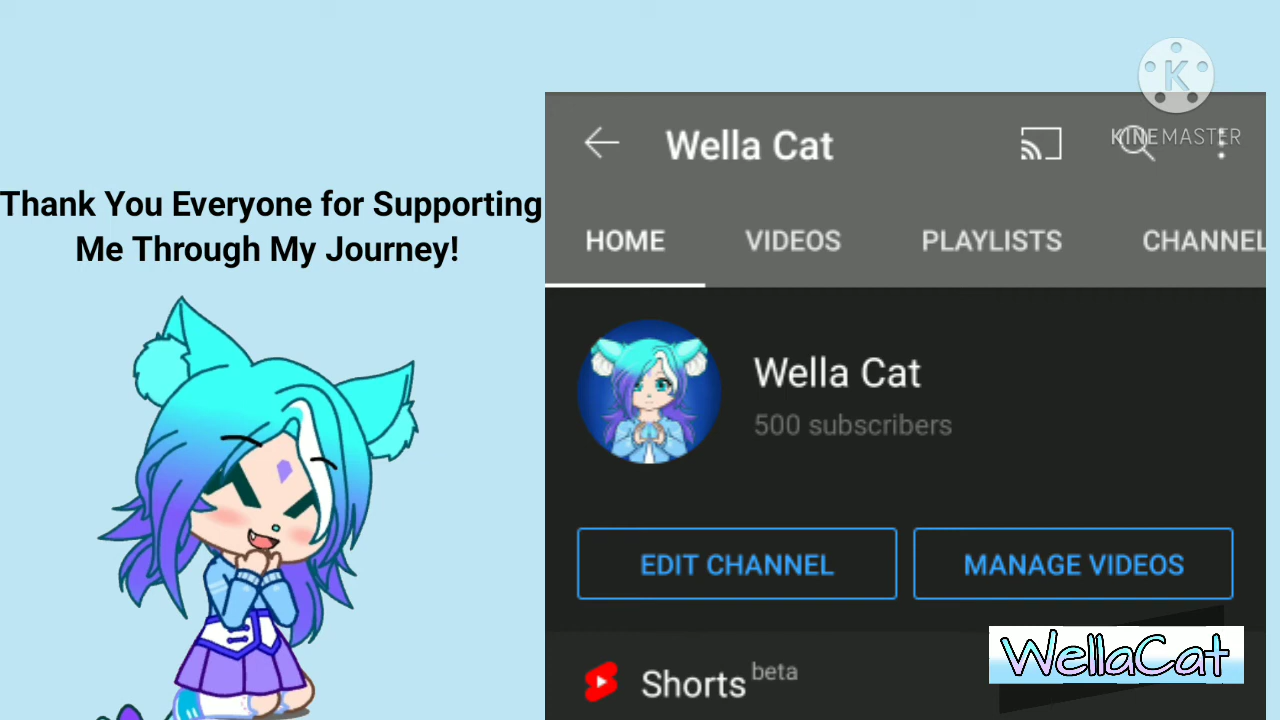 Thank You Everyone for Supporting
Me Through My Journey!
K
KINEMASTER
Wella Cat
HOME VIDEOS PLAYLISTS CHANNEL
Wella Cat
500 subscribers
EDIT CHANNEL MANAGE VIDEOS
Shorts beta
WellaCat